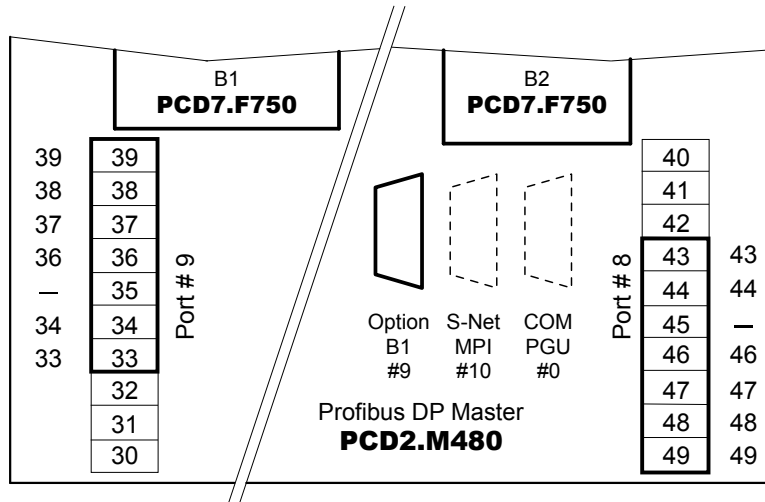 B1
PCD7.F750
B2
PCD7.F750
39 39
38 38
37 37
36 36
— 35
34 34
33 33
32
31
30
Port # 9
Option
B1
#9
S-Net
MPI
#10
COM
PGU
#0
Profibus DP Master
PCD2.M480
Port # 8
40
41
42
43 43
44 44
45 —
46 46
47 47
48 48
49 49